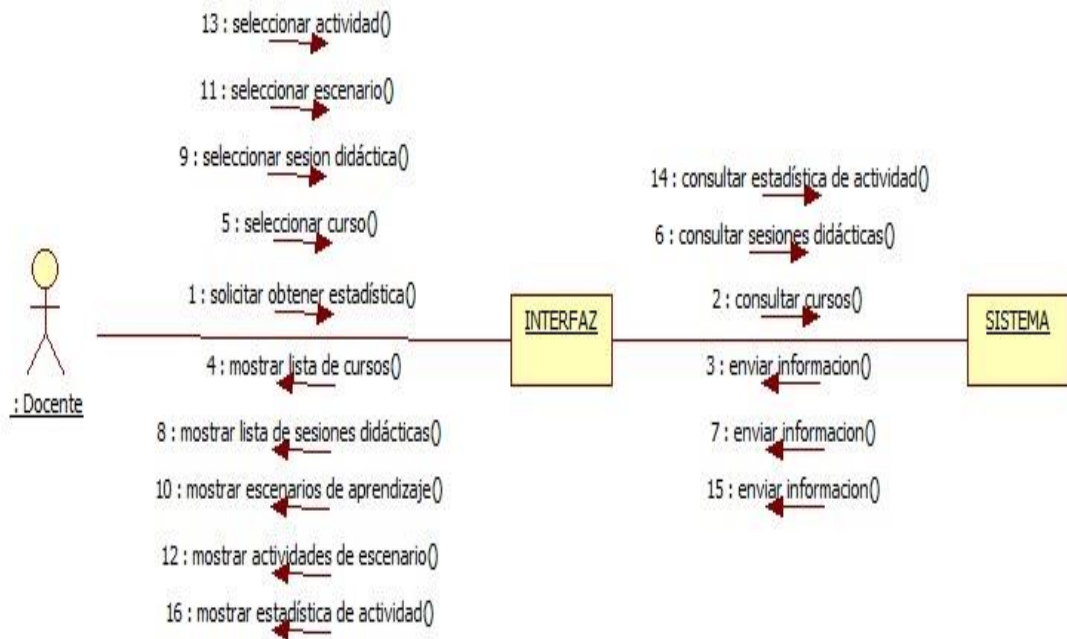 13 : seleccionar actividad()
11 : seleccionar escenario()
9 : seleccionar sesion didáctica()
14 : consultar estadística de actividad()
5 : seleccionar curso()
6 : consultar sesiones didácticas()
1 : solicitar obtener estadística()
2 : consultar cursos()
INTERFAZ
SISTEMA
4 : mostrar lista de cursos()
3 : enviar informacion()
: Docente
8 : mostrar lista de sesiones didácticas()
7 : enviar informacion()
10 : mostrar escenarios de aprendizaje()
15 : enviar informacion()
12 : mostrar actividades de escenario()
16 : mostrar estadística de actividad()